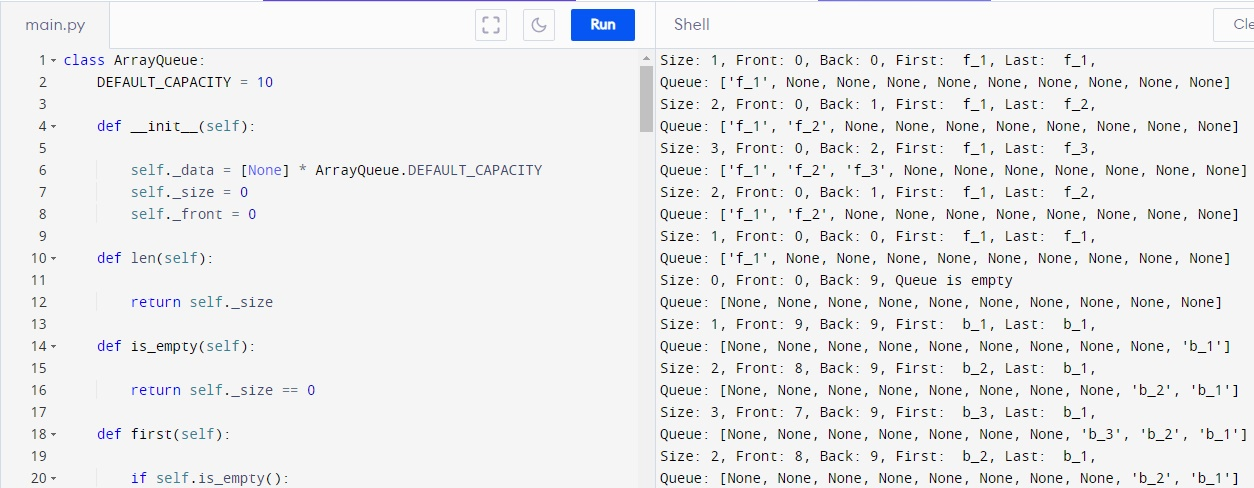 main.py
Run
Shell
Cle
1 class ArrayQueue:
2     DEFAULT_CAPACITY = 10
3
4     def __init__(self):
5
6         self._data = [None] * ArrayQueue.DEFAULT_CAPACITY
7         self._size = 0
8         self._front = 0
9
10     def len(self):
11
12         return self._size
13
14     def is_empty(self):
15
16         return self._size == 0
17
18     def first(self):
19
20         if self.is_empty():
Size: 1, Front: 0, Back: 0, First:  f_1, Last:  f_1,
Queue: ['f_1', None, None, None, None, None, None, None, None, None]
Size: 2, Front: 0, Back: 1, First:  f_1, Last:  f_2,
Queue: ['f_1', 'f_2', None, None, None, None, None, None, None, None]
Size: 3, Front: 0, Back: 2, First:  f_1, Last:  f_3,
Queue: ['f_1', 'f_2', 'f_3', None, None, None, None, None, None, None]
Size: 2, Front: 0, Back: 1, First:  f_1, Last:  f_2,
Queue: ['f_1', 'f_2', None, None, None, None, None, None, None, None]
Size: 1, Front: 0, Back: 0, First:  f_1, Last:  f_1,
Queue: ['f_1', None, None, None, None, None, None, None, None, None]
Size: 0, Front: 0, Back: 9, Queue is empty
Queue: [None, None, None, None, None, None, None, None, None, None]
Size: 1, Front: 9, Back: 9, First:  b_1, Last:  b_1,
Queue: [None, None, None, None, None, None, None, None, None, 'b_1']
Size: 2, Front: 8, Back: 9, First:  b_2, Last:  b_1,
Queue: [None, None, None, None, None, None, None, None, 'b_2', 'b_1']
Size: 3, Front: 7, Back: 9, First:  b_3, Last:  b_1,
Queue: [None, None, None, None, None, None, None, 'b_3', 'b_2', 'b_1']
Size: 2, Front: 8, Back: 9, First:  b_2, Last:  b_1,
Queue: [None, None, None, None, None, None, None, None, 'b_2', 'b_1']